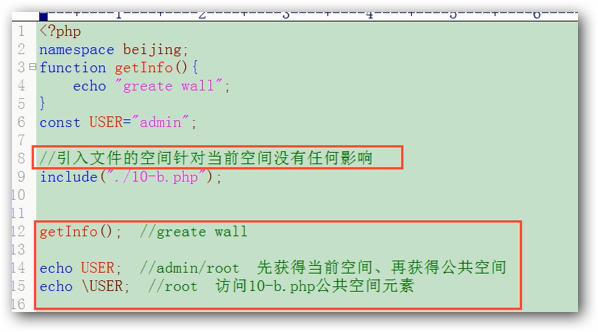 ----+----1----+----2----+----3----+----4----+----5----+----6-----
1 <?php
2 namespace beijing;
3 function getInfo(){
4 echo "greate wall";
5 }
6 const USER="admin";
7
8 //引入文件的空间针对当前空间没有任何影响
9 include("./10-b.php");
10
11
12 getInfo(); //greate wall
13
14 echo USER; //admin/root 先获得当前空间、再获得公共空间
15 echo \USER; //root 访问10-b.php公共空间元素
16